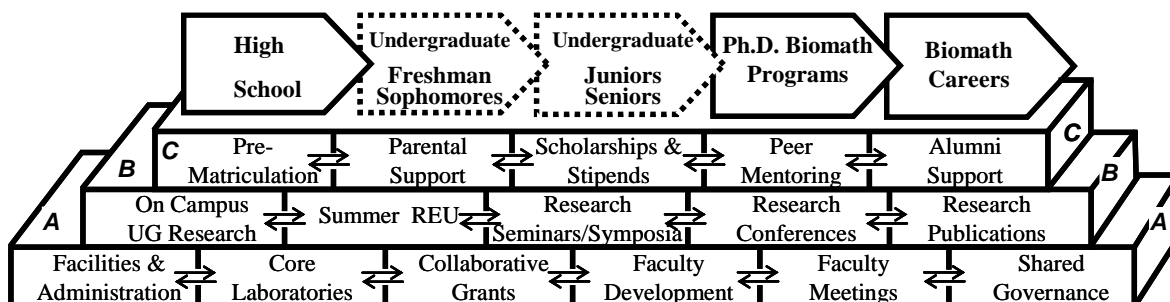 High
School
Undergraduate
Freshman
Sophomores
Undergraduate
Juniors
Seniors
Ph.D. Biomath
Programs
Biomath
Careers
C
Pre-
Matriculation
Parental
Support
Scholarships &
Stipends
Peer
Mentoring
Alumni
Support
C
B
On Campus
UG Research
Summer REU
Research
Seminars/Symposia
Research
Conferences
Research
Publications
B
A
Facilities &
Administration
Core
Laboratories
Collaborative
Grants
Faculty
Development
Faculty
Meetings
Shared
Governance
A